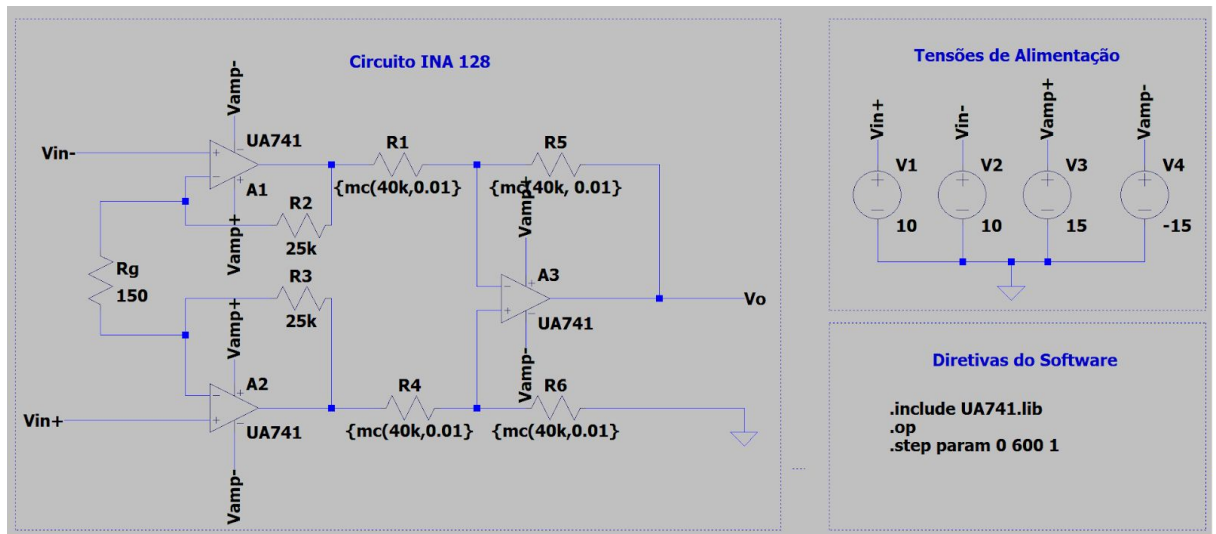 Circuito INA 128
Vamp-
Vin-
UA741
A1
R1
{mc(40k,0.01}
R5
{mc(40k, 0.01}
Vamp+
R2
25k
Vamp+
Rg
150
R3
25k
A3
UA741
Vo
Vamp+
Vamp-
A2
UA741
Vin+
R4
{mc(40k,0.01}
R6
{mc(40k,0.01}
Vamp-
Tensões de Alimentação
Vin+
Vin-
Vamp+
Vamp-
V1
V2
V3
V4
10
10
15
-15
Diretivas do Software
.include UA741.lib
.op
.step param 0 600 1